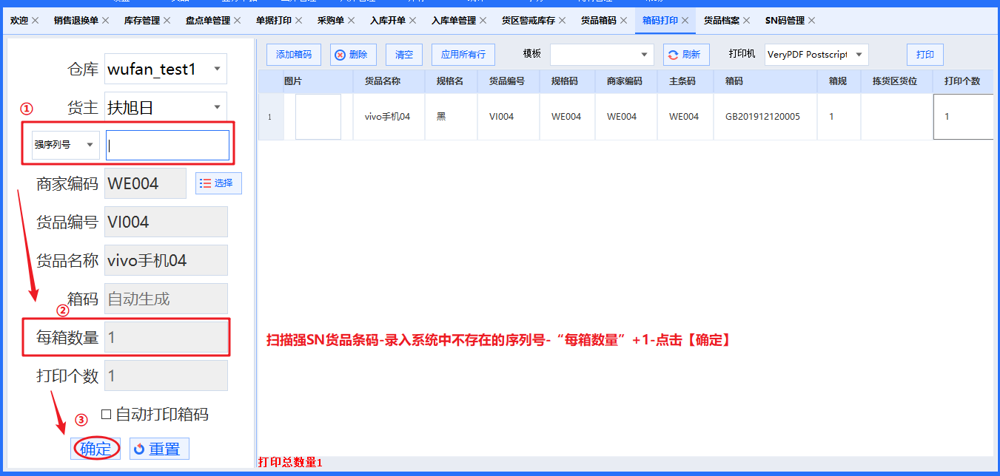 欢迎 销售退换单 库存管理 盘点单管理 单据打印 采购单 入库开单 入库单管理 货区警戒库存 货品箱码 箱码打印 货品档案 SN码管理
添加箱码 删除 清空 应用所有行 模板 刷新 打印机 VeryPDF Postscript 打印
仓库 wufan_test1
货主 扶旭日
①
强序列号
商家编码 WE004 选择
货品编号 VI004
货品名称 vivo手机04
箱码 自动生成
②
每箱数量 1
打印个数 1
③ 自动打印箱码
确定 重置
图片 货品名称 规格名 货品编号 规格码 商家编码 主条码 箱码 箱规 拣货区货位 打印个数
1 vivo手机04 黑 VI004 WE004 WE004 WE004 GB201912120005 1 1
扫描强SN货品条码-录入系统中不存在的序列号-“每箱数量”+1-点击【确定】
打印总数量1